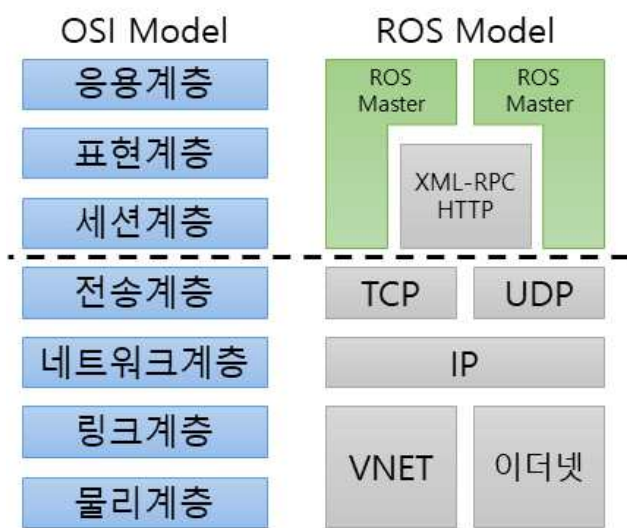 OSI Model
ROS Model
응용계층
표현계층
세션계층
전송계층
네트워크계층
링크계층
물리계층
ROS
Master
ROS
Master
XML-RPC
HTTP
TCP
UDP
IP
VNET
이더넷